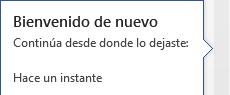 Bienvenido de nuevo
Continúa desde donde lo dejaste:
Hace un instante